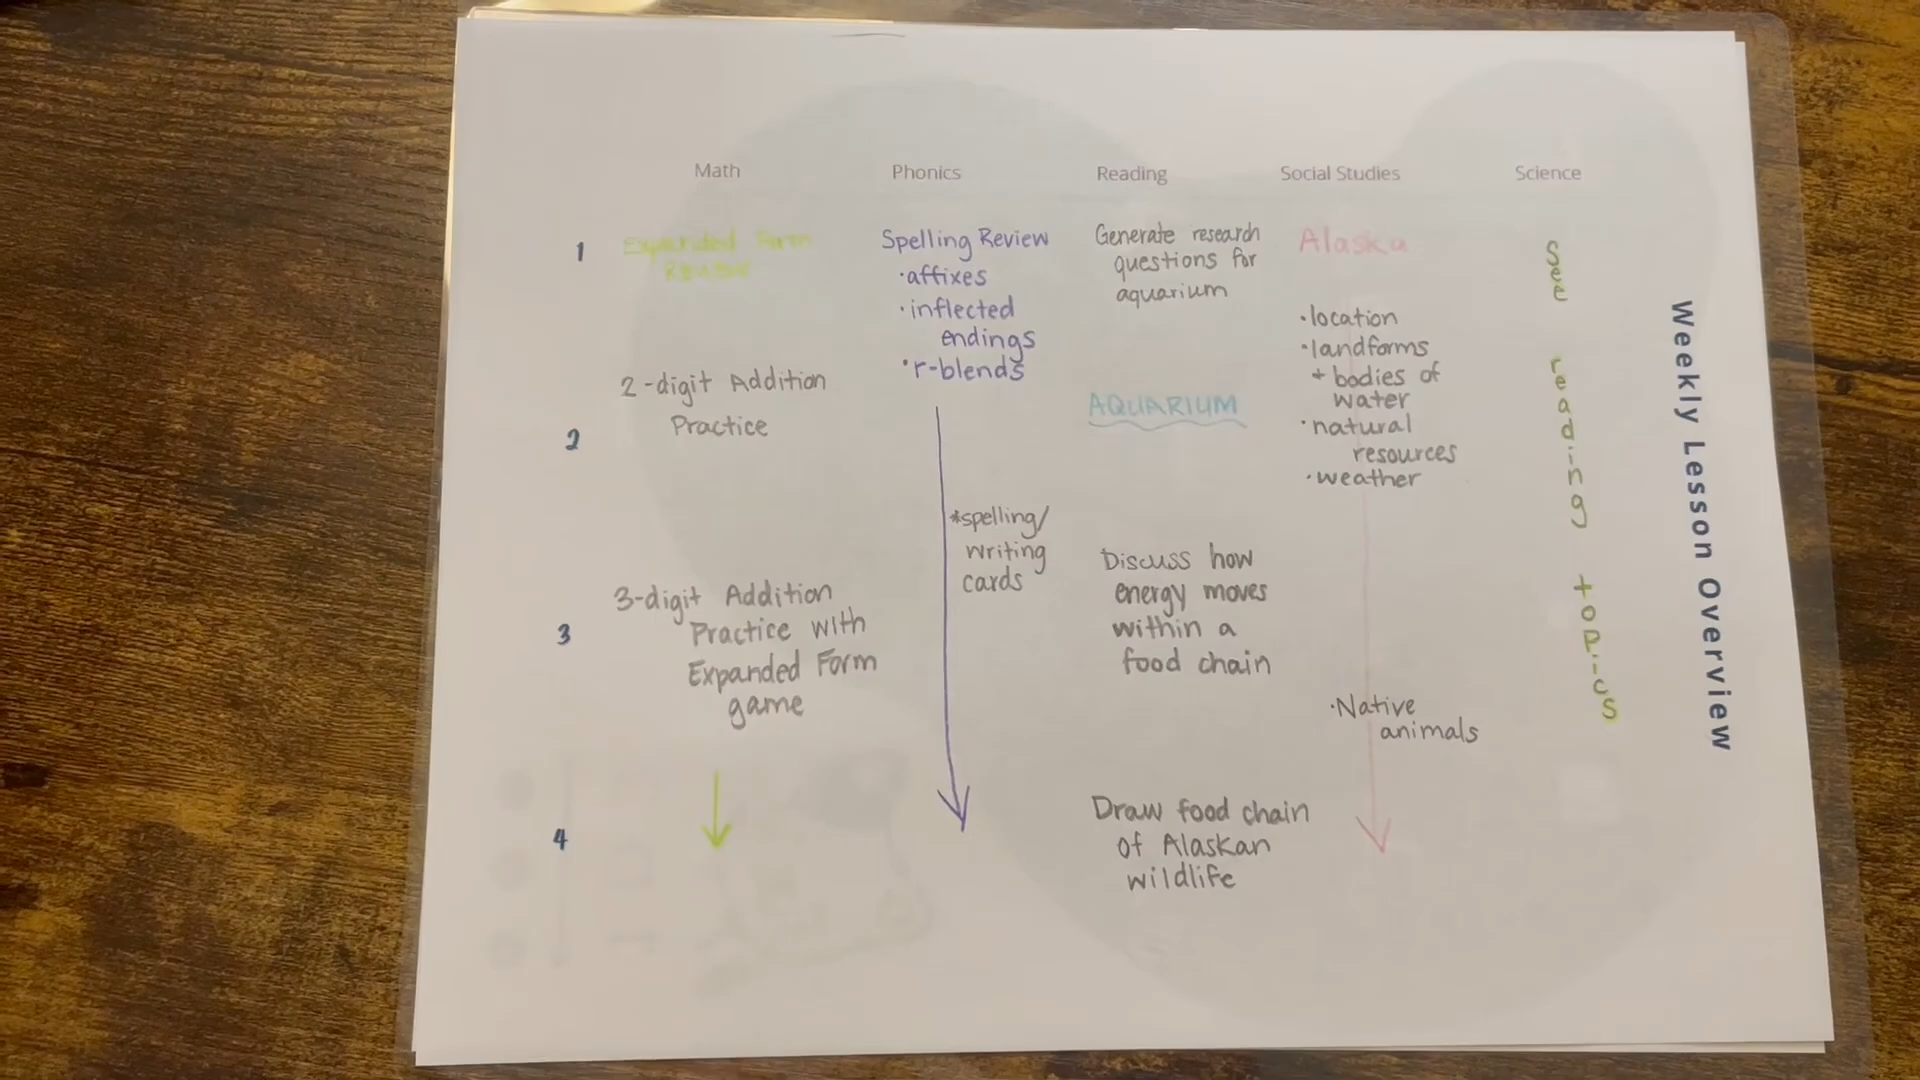 Math Phonics Reading Social Studies Science
1
Expanded Form
Review
Spelling Review
·affixes
·inflected
endings
·r-blends
Generate research
questions for
aquarium
Alaska
·location
·landforms
+ bodies of
water
·natural
resources
·weather
See reading topics
2
2-digit Addition
Practice
AQUARIUM
*spelling/
writing
cards
3
3-digit Addition
Practice with
Expanded Form
game
Discuss how
energy moves
within a
food chain
·Native
animals
4
Draw food chain
of Alaskan
wildlife
Weekly Lesson Overview